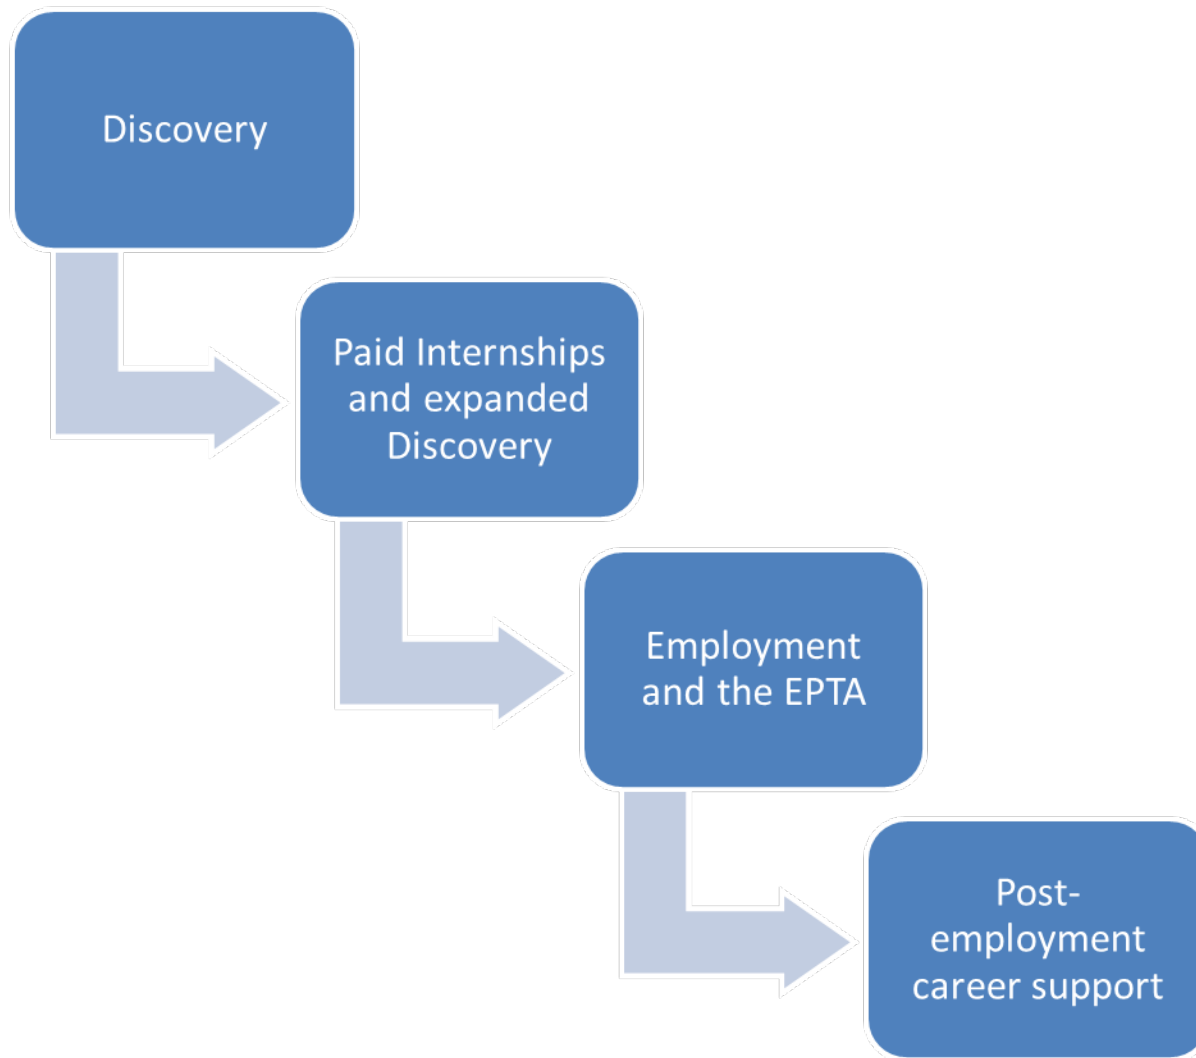 Discovery
Paid Internships
and expanded
Discovery
Employment
and the EPTA
Post-
employment
career support